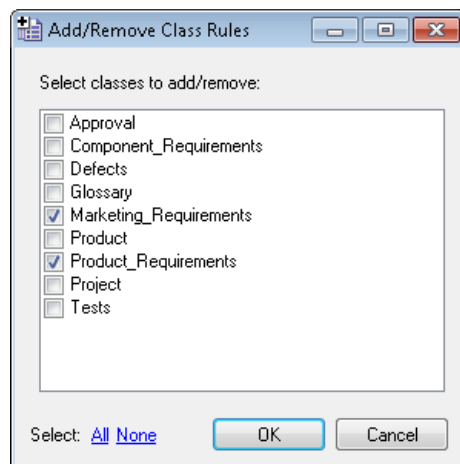 Add/Remove Class Rules
Select classes to add/remove:
Approval
Component_Requirements
Defects
Glossary
Marketing_Requirements
Product
Product_Requirements
Project
Tests
Select: All None OK Cancel